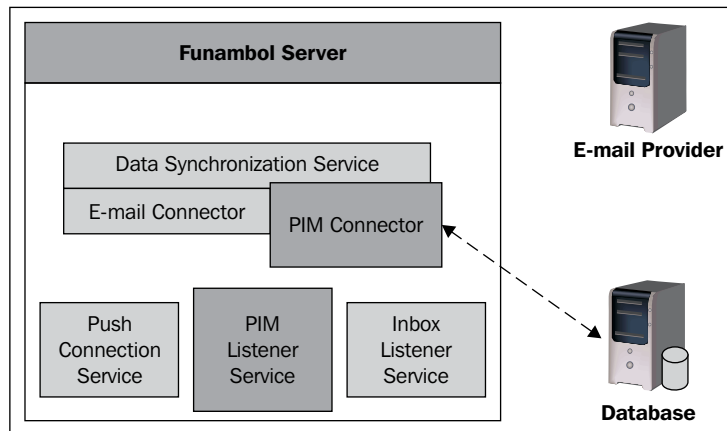 Funambol Server
E-mail Provider
Data Synchronization Service
E-mail Connector
PIM Connector
Push
Connection
Service
PIM
Listener
Service
Inbox
Listener
Service
Database